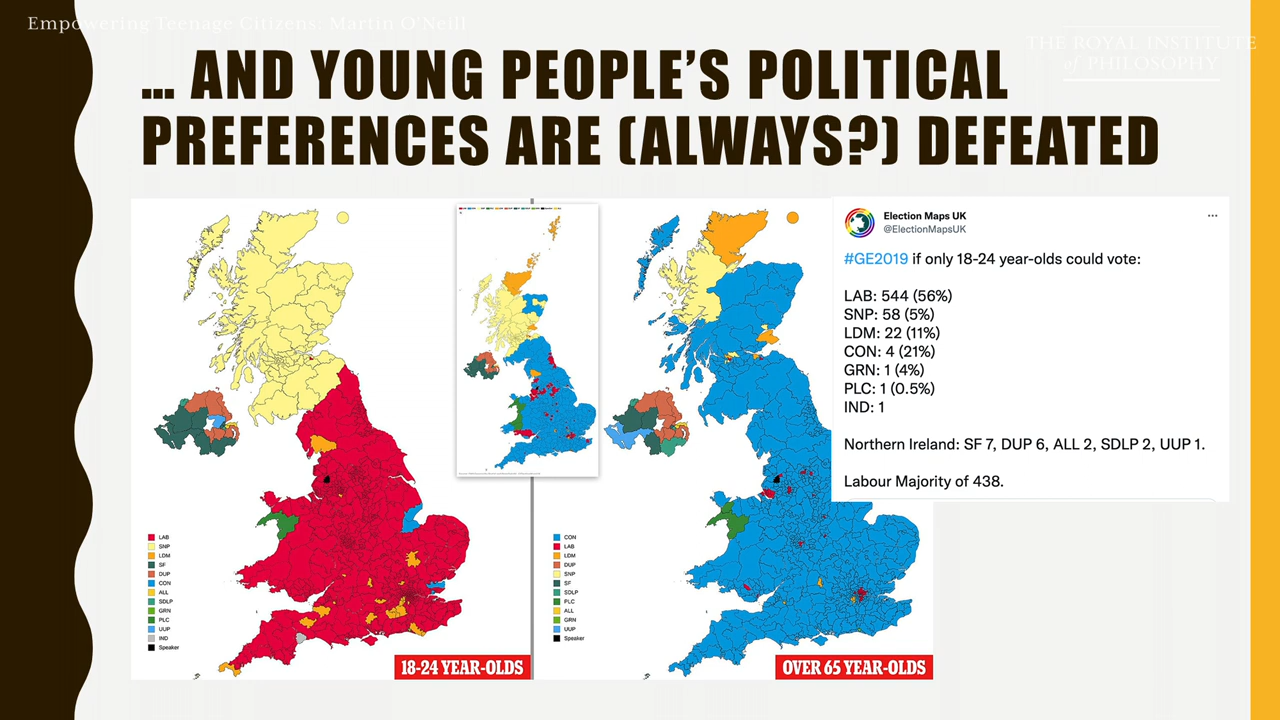 Empowering Teenage Citizens: Martin O'Neill
THE ROYAL INSTITUTE
of PHILOSOPHY
... AND YOUNG PEOPLE'S POLITICAL
PREFERENCES ARE (ALWAYS?) DEFEATED
Election Maps UK
@ElectionMapsUK
#GE2019 if only 18-24 year-olds could vote:
LAB: 544 (56%)
SNP: 58 (5%)
LDM: 22 (11%)
CON: 4 (21%)
GRN: 1 (4%)
PLC: 1 (0.5%)
IND: 1
Northern Ireland: SF 7, DUP 6, ALL 2, SDLP 2, UUP 1.
Labour Majority of 438.
LAB
SNP
LDM
SF
DUP
CON
ALL
SDLP
GRN
PLC
UUP
IND
Speaker
18-24 YEAR-OLDS
CON
LAB
LDM
DUP
SNP
SF
SDLP
PLC
ALL
GRN
UUP
Speaker
OVER 65 YEAR-OLDS